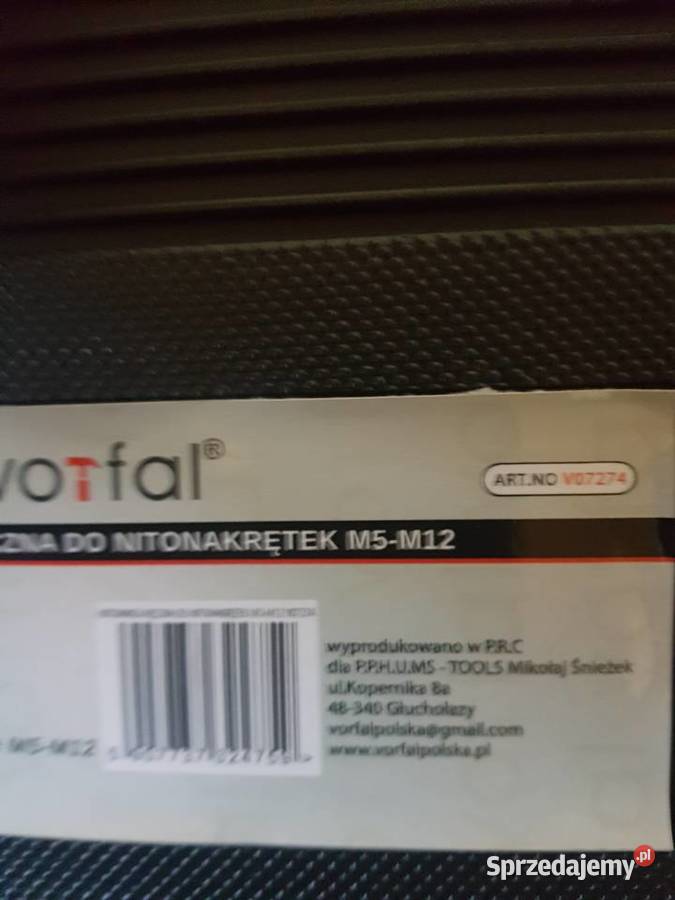 vorfal®
ART.NO V07274
CZNA DO NITONAKRĘTEK M5-M12
wyprodukowano w P.R.C
dla P.P.H.U.MS - TOOLS Mikołaj Śnieżek
ul.Kopernika 8a
48-340 Głuchołazy
vorfalpolska@gmail.com
www.vorfalpolska.pl
M5-M12
Sprzedajemy.pl